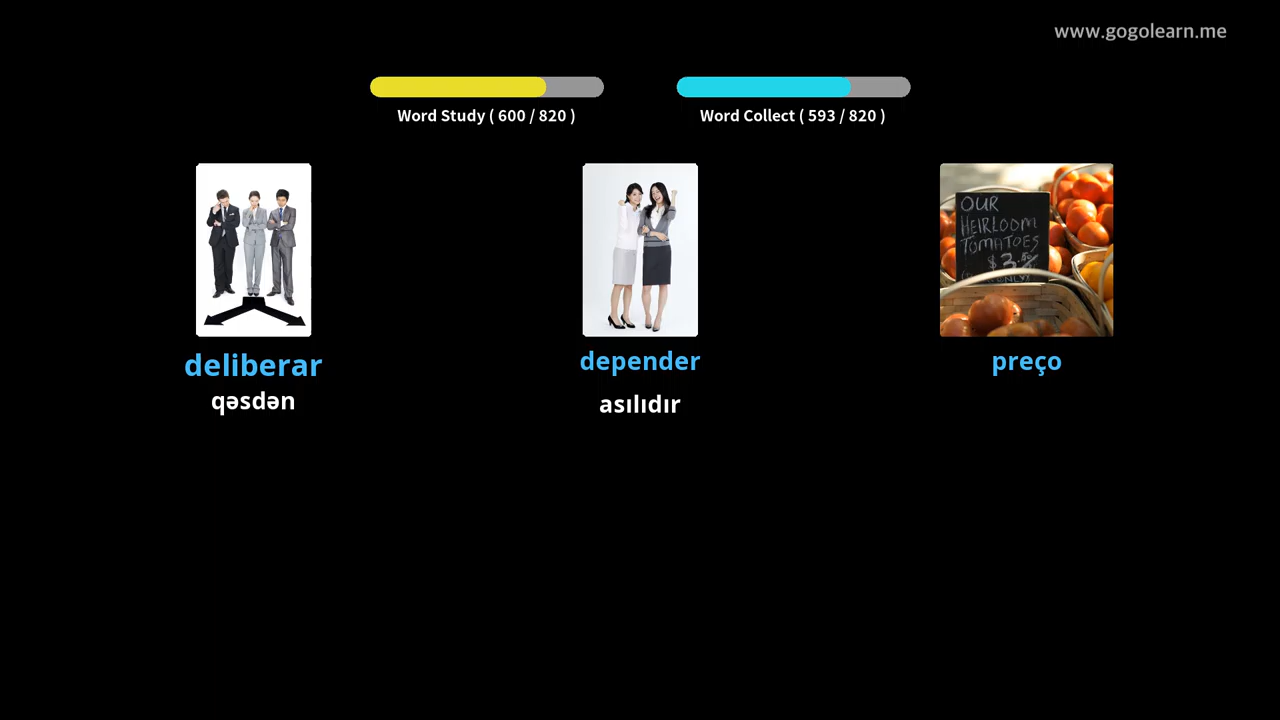 www.gogolearn.me
Word Study ( 600 / 820 )
Word Collect ( 593 / 820 )
OUR
HEIRLOOM
TOMATOES
deliberar
depender
preço
qəsdən
asılıdır